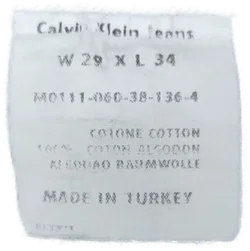 Calvin Klein Jeans
W 29 X L 34
M0111-060-38-136-4
COTONE COTTON
100% COTON ALGODON
ALGODAO BAUMWOLLE
MADE IN TURKEY